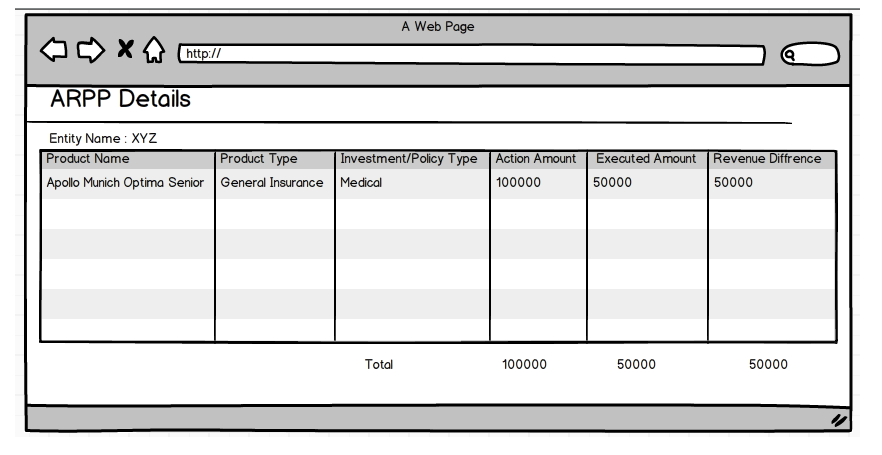 A Web Page
http://
ARPP Details
Entity Name : XYZ
Product Name Product Type Investment/Policy Type Action Amount Executed Amount Revenue Diffrence
Apollo Munich Optima Senior General Insurance Medical 100000 50000 50000
Total 100000 50000 50000